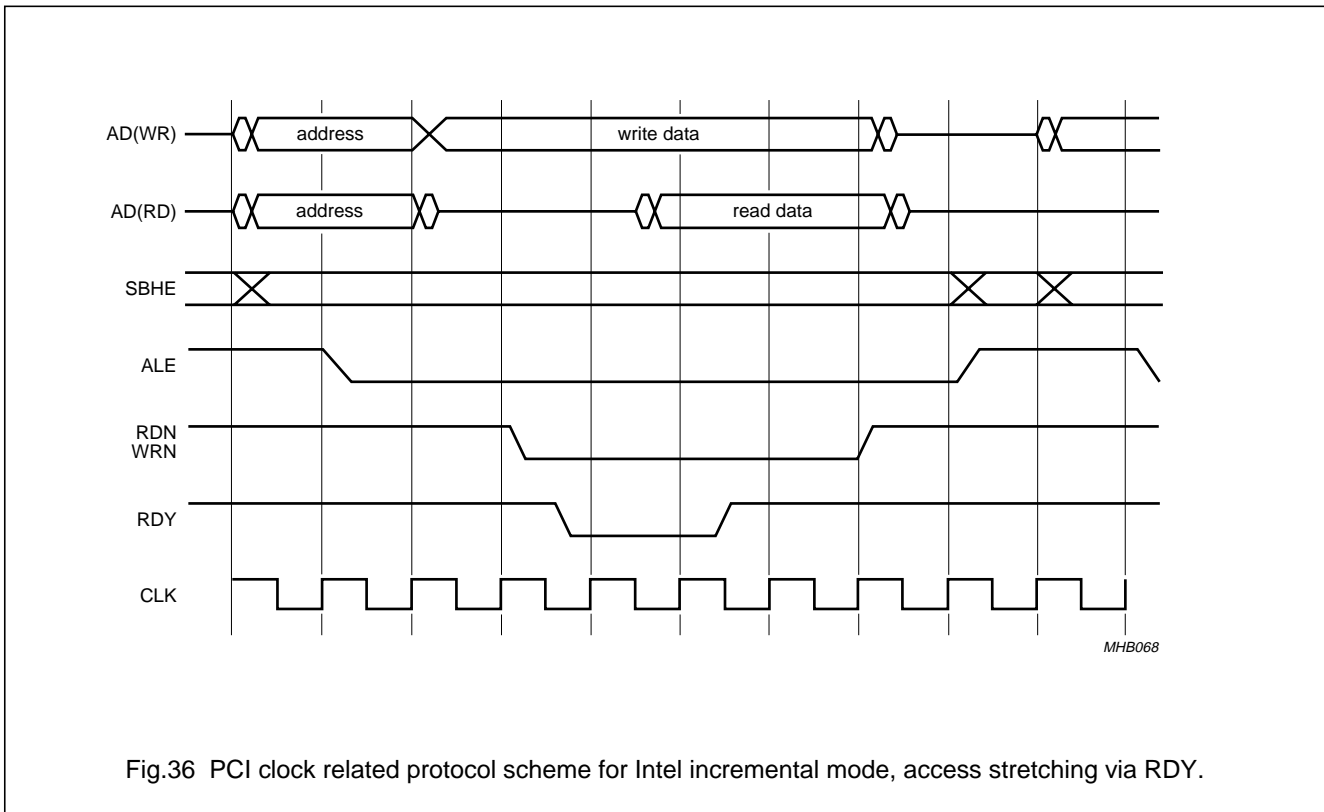 AD(WR) address write data
AD(RD) address read data
SBHE
ALE
RDN
WRN
RDY
CLK
MHB068
Fig.36 PCI clock related protocol scheme for Intel incremental mode, access stretching via RDY.